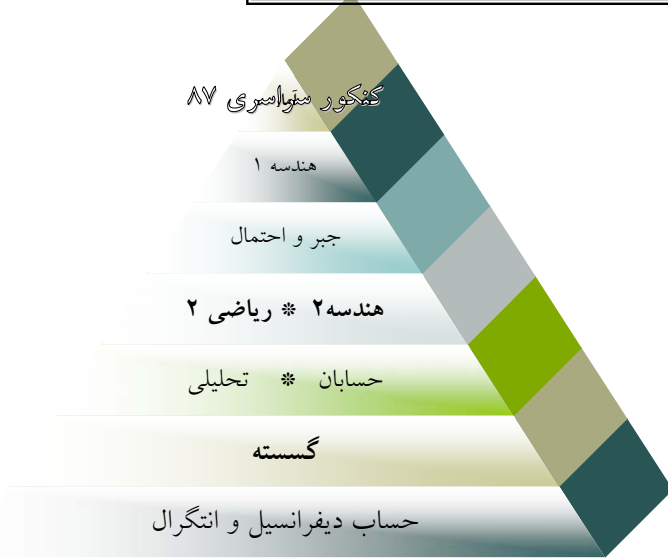 کنکور سراسری ۸۷
هندسه ۱
جبر و احتمال
هندسه۲ * ریاضی ۲
حسابان * تحلیلی
گسسته
حساب دیفرانسیل و انتگرال